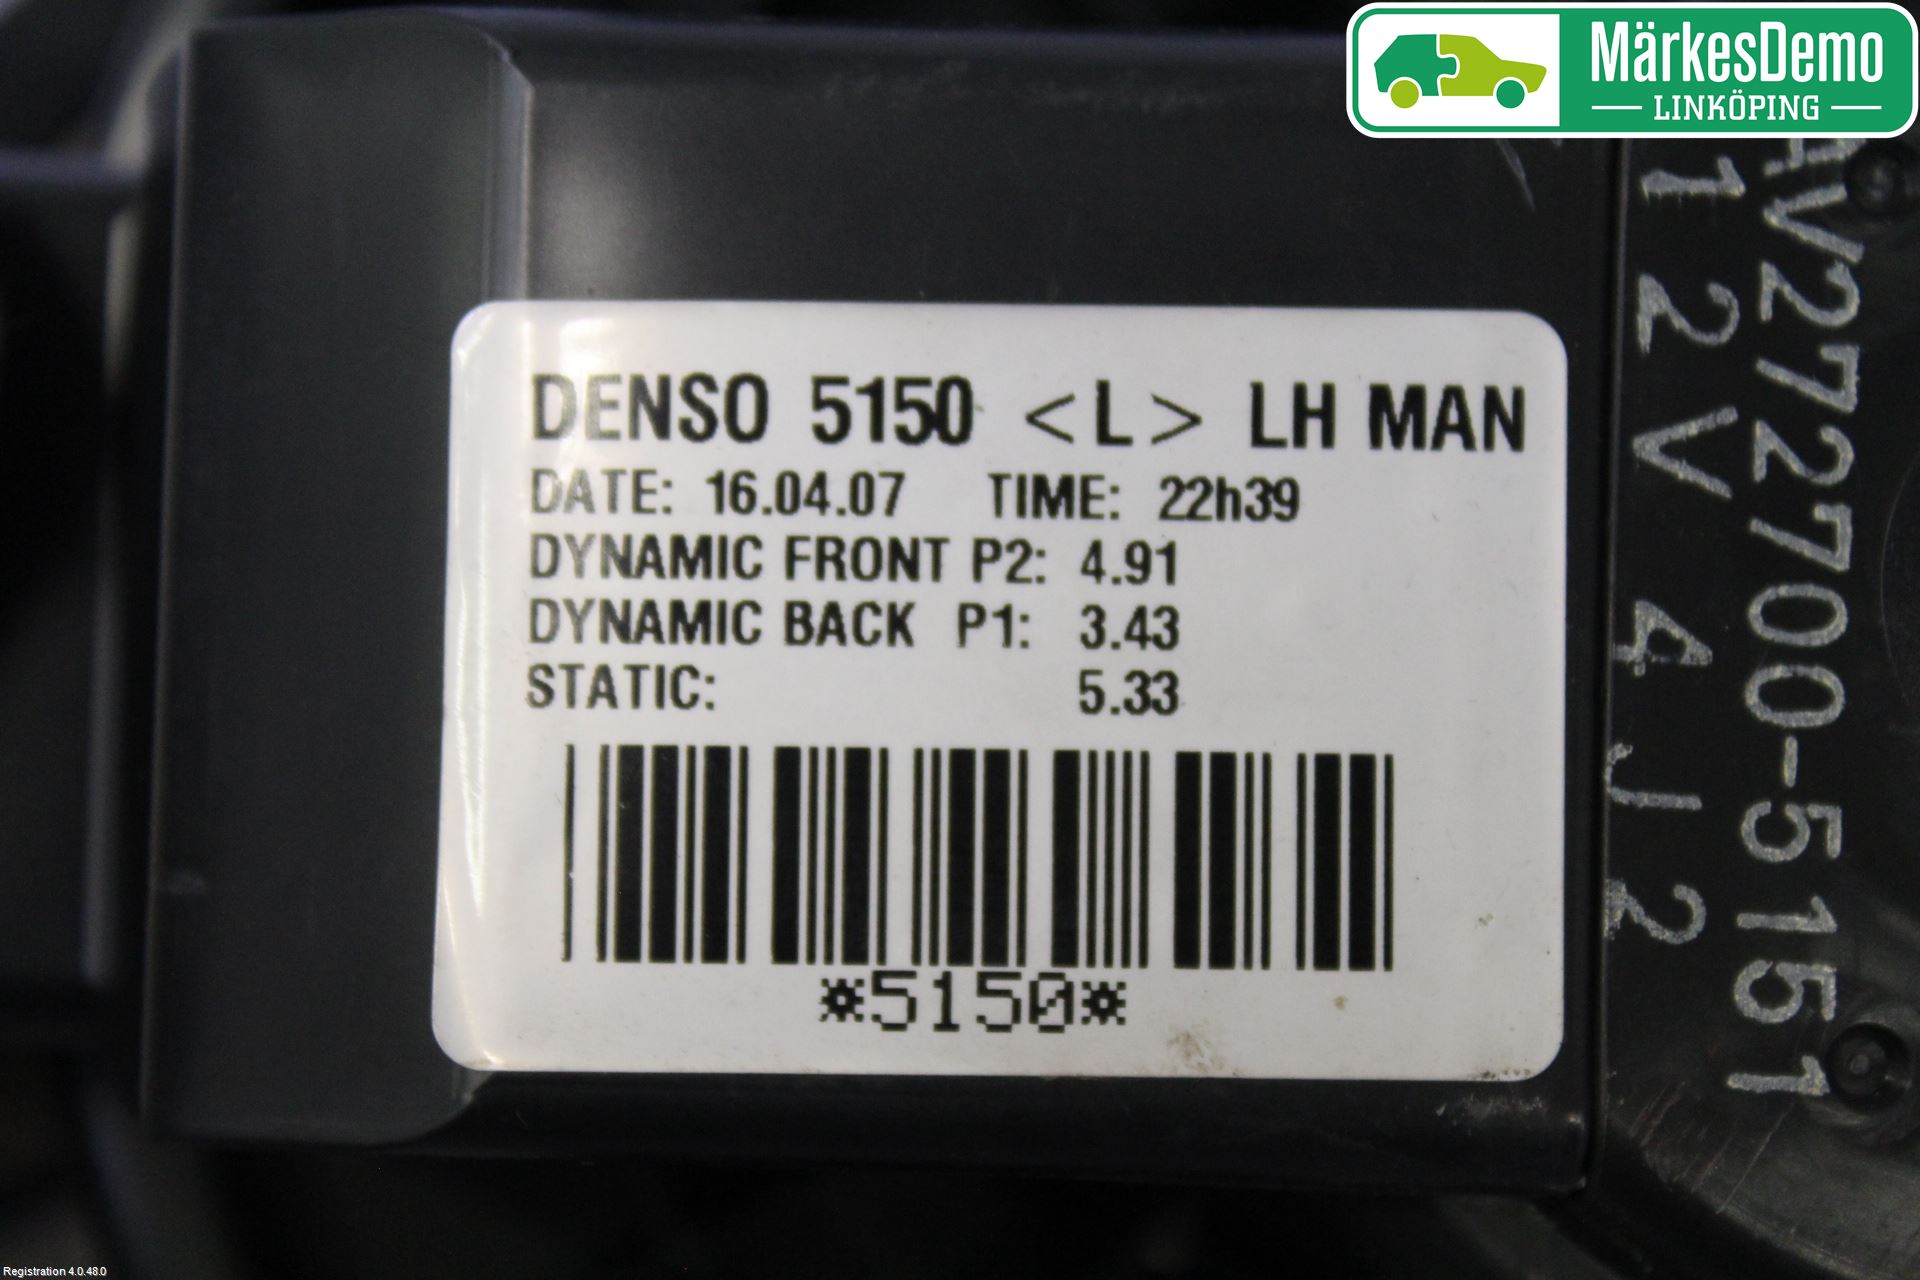 MärkesDemo
LINKÖPING
DENSO 5150 <L> LH MAN
DATE: 16.04.07 TIME: 22h39
DYNAMIC FRONT P2: 4.91
DYNAMIC BACK P1: 3.43
STATIC: 5.33
*5150*
AV272700-5151
12V 4J2
Registration 4.0.48.0